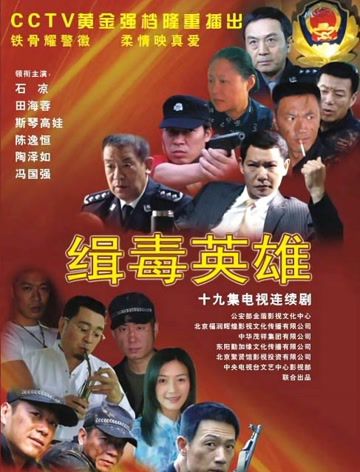 CCTV黄金强档隆重播出
铁骨耀警徽 柔情映真爱
领衔主演：
石凉
田海蓉
斯琴高娃
陈逸恒
陶泽如
冯国强
缉毒英雄
十九集电视连续剧
公安部金盾影视文化中心
北京福润辉煌影视文化传播有限公司
中华茂祥集团有限公司
东阳勤加缘文化传播有限公司
北京聚贤馆影视投资有限公司
中央电视台文艺中心影视部
联合出品